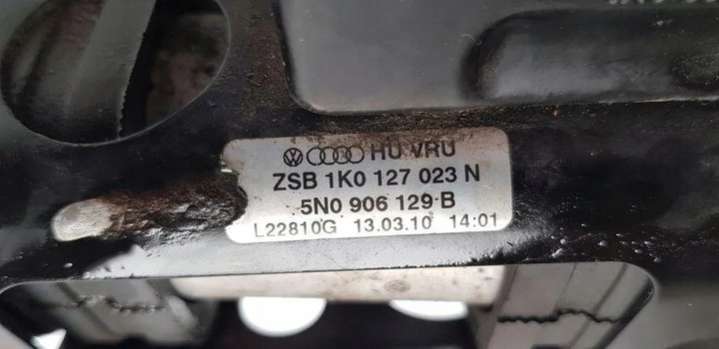 HU VRU
ZSB 1K0 127 023 N
5N0 906 129 B
L22810G 13.03.10 14:01